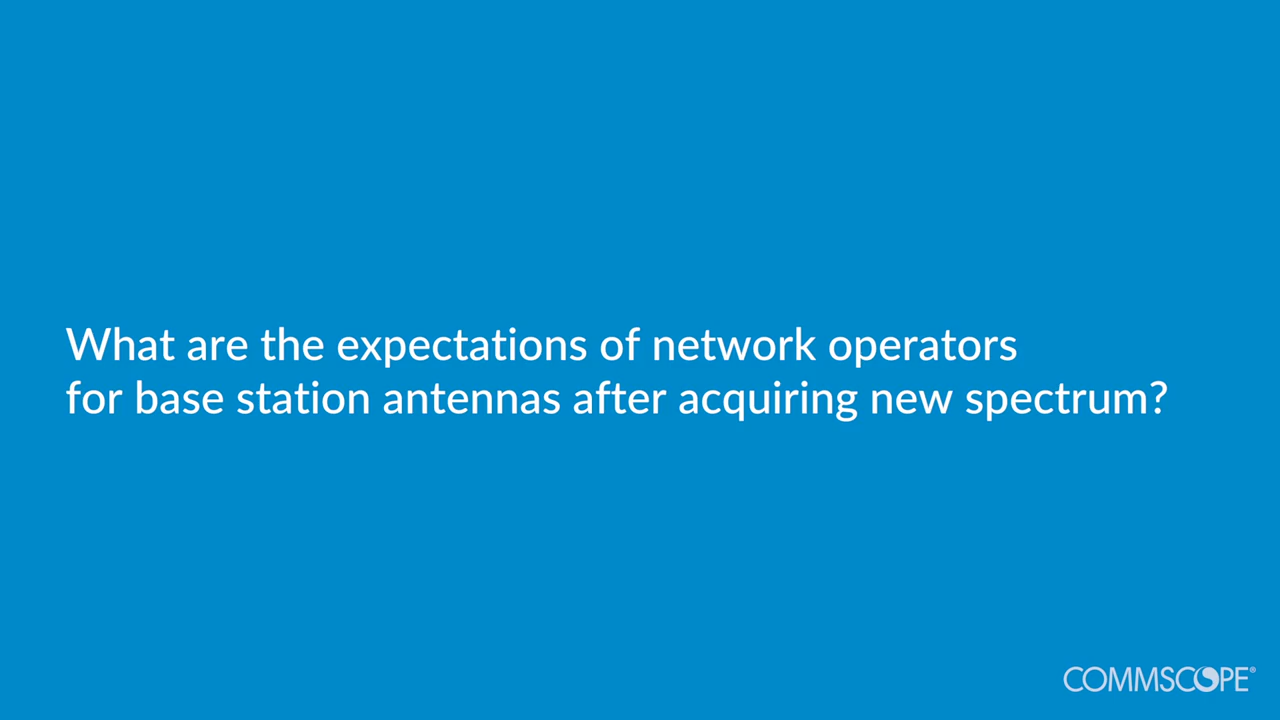 What are the expectations of network operators
for base station antennas after acquiring new spectrum?
COMMSCOPE®